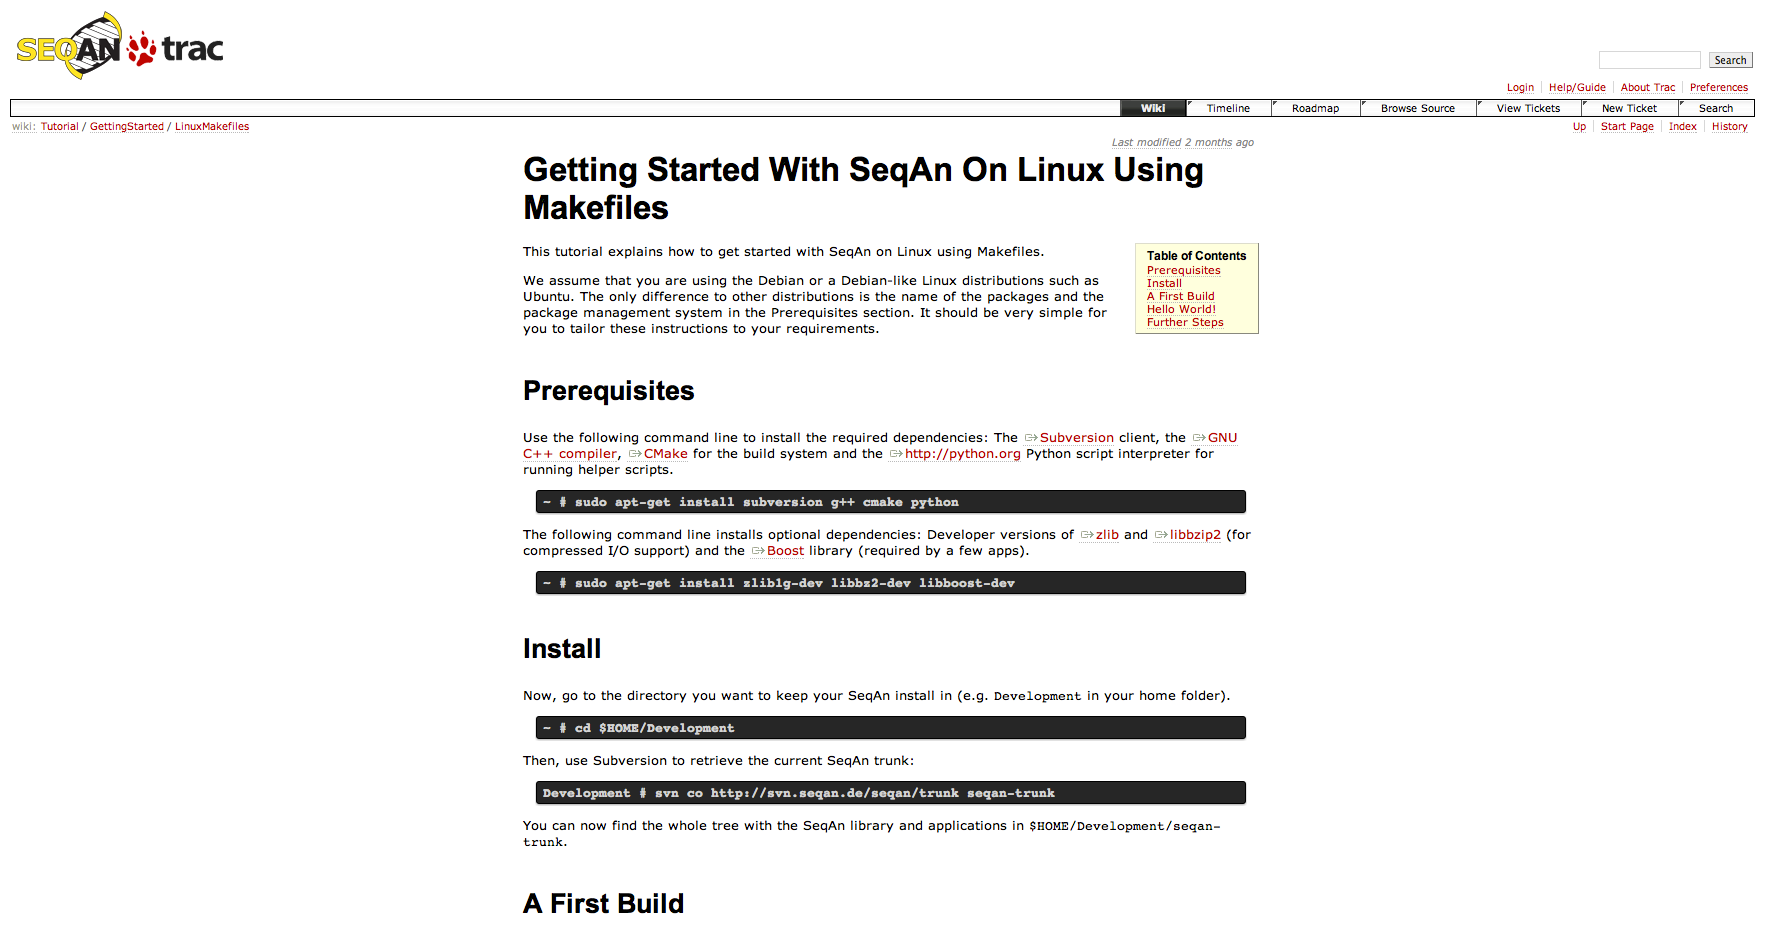 SEQAN trac
Search
Login Help/Guide About Trac Preferences
Wiki Timeline Roadmap Browse Source View Tickets New Ticket Search
wiki: Tutorial / GettingStarted / LinuxMakefiles
Up Start Page Index History
Last modified 2 months ago
Getting Started With SeqAn On Linux Using
Makefiles
This tutorial explains how to get started with SeqAn on Linux using Makefiles.
We assume that you are using the Debian or a Debian-like Linux distributions such as
Ubuntu. The only difference to other distributions is the name of the packages and the
package management system in the Prerequisites section. It should be very simple for
you to tailor these instructions to your requirements.
Table of Contents
Prerequisites
Install
A First Build
Hello World!
Further Steps
Prerequisites
Use the following command line to install the required dependencies: The Subversion client, the GNU
C++ compiler, CMake for the build system and the http://python.org Python script interpreter for
running helper scripts.
~ # sudo apt-get install subversion g++ cmake python
The following command line installs optional dependencies: Developer versions of zlib and libbzip2 (for
compressed I/O support) and the Boost library (required by a few apps).
~ # sudo apt-get install zlib1g-dev libbz2-dev libboost-dev
Install
Now, go to the directory you want to keep your SeqAn install in (e.g. Development in your home folder).
~ # cd $HOME/Development
Then, use Subversion to retrieve the current SeqAn trunk:
Development # svn co http://svn.seqan.de/seqan/trunk seqan-trunk
You can now find the whole tree with the SeqAn library and applications in $HOME/Development/seqan-
trunk.
A First Build